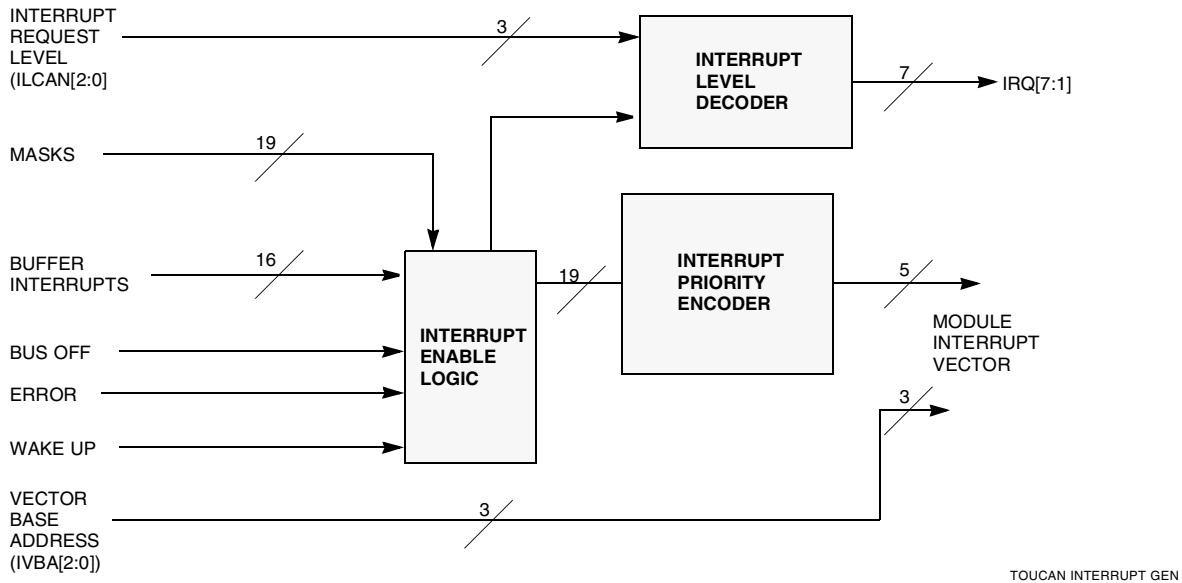 INTERRUPT
REQUEST
LEVEL
(ILCAN[2:0]
3
INTERRUPT
LEVEL
DECODER
7
IRQ[7:1]
MASKS
19
BUFFER
INTERRUPTS
16
INTERRUPT
ENABLE
LOGIC
19
INTERRUPT
PRIORITY
ENCODER
5
MODULE
INTERRUPT
VECTOR
BUS OFF
ERROR
WAKE UP
3
VECTOR
BASE
ADDRESS
(IVBA[2:0])
3
TOUCAN INTERRUPT GEN